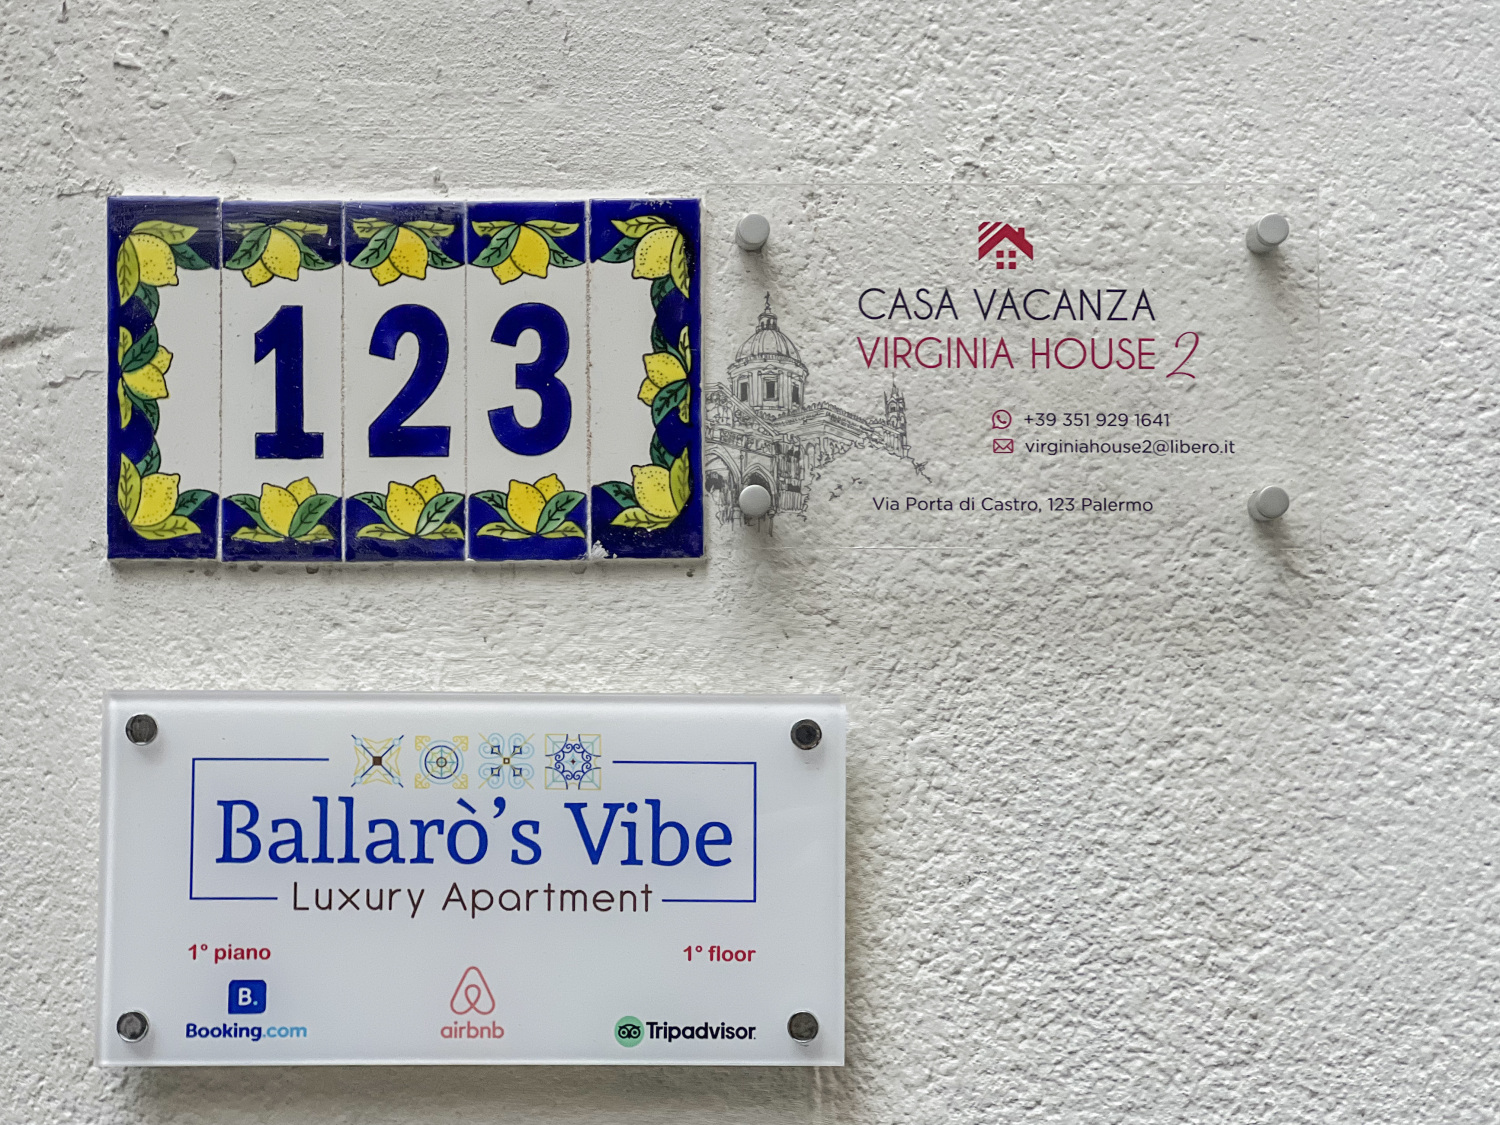 123
CASA VACANZA
VIRGINIA HOUSE 2
+39 351 929 1641
virginiahouse2@libero.it
Via Porta di Castro, 123 Palermo
Ballarò's Vibe
Luxury Apartment
1° piano
1° floor
B.
Booking.com
airbnb
Tripadvisor